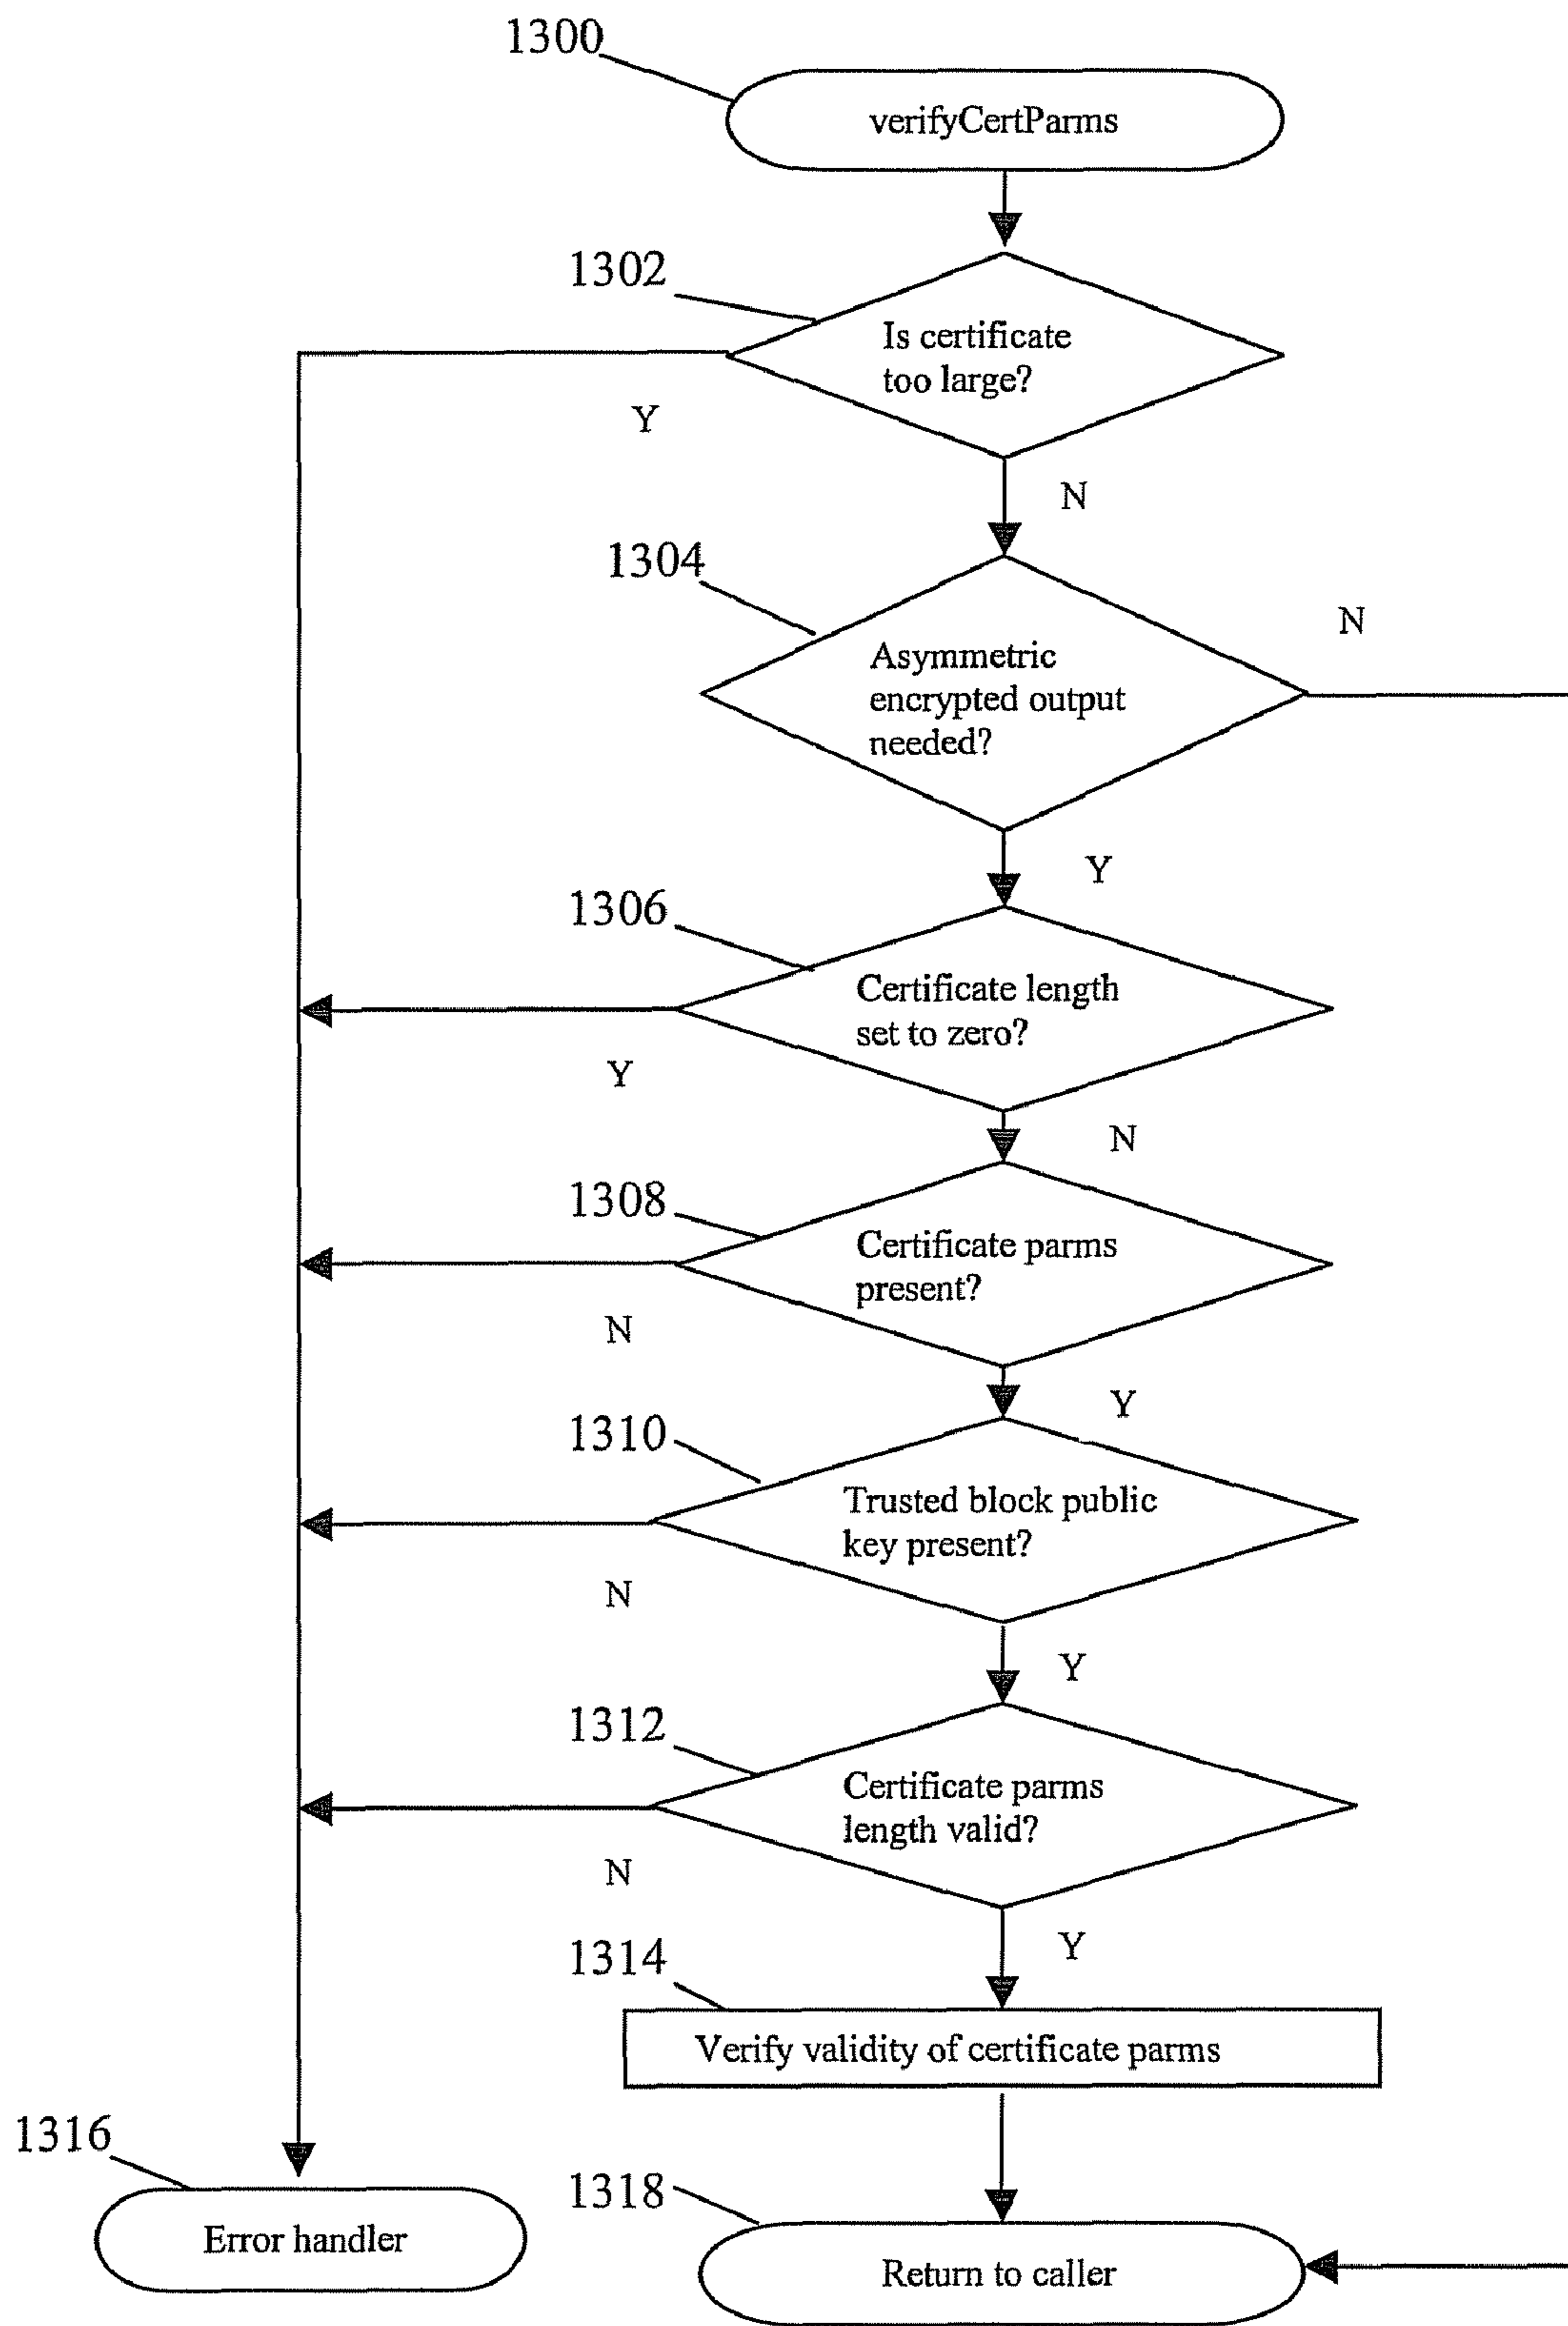 1300
verifyCertParms
1302
Is certificate
too large?
Y
N
1304
N
Asymmetric
encrypted output
needed?
Y
1306
Certificate length
set to zero?
Y
N
1308
Certificate parms
present?
N
Y
1310
Trusted block public
key present?
N
Y
1312
Certificate parms
length valid?
N
Y
1314
Verify validity of certificate parms
1316
Error handler
1318
Return to caller